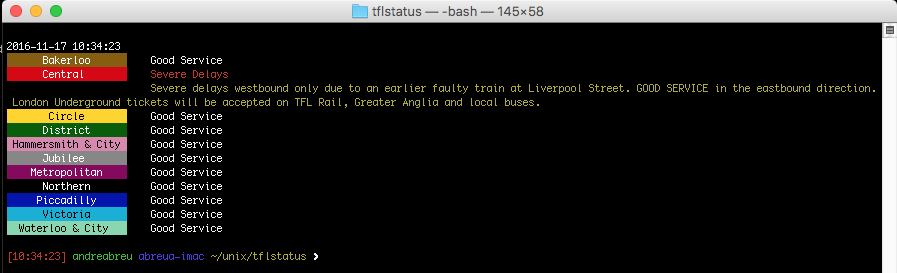 tflstatus — -bash — 145×58
2016-11-17 10:34:23
Bakerloo Good Service
Central Severe Delays
Severe delays westbound only due to an earlier faulty train at Liverpool Street. GOOD SERVICE in the eastbound direction.
London Underground tickets will be accepted on TFL Rail, Greater Anglia and local buses.
Circle Good Service
District Good Service
Hammersmith & City Good Service
Jubilee Good Service
Metropolitan Good Service
Northern Good Service
Piccadilly Good Service
Victoria Good Service
Waterloo & City Good Service
[10:34:23] andreabreu abreua-imac ~/unix/tflstatus ❯